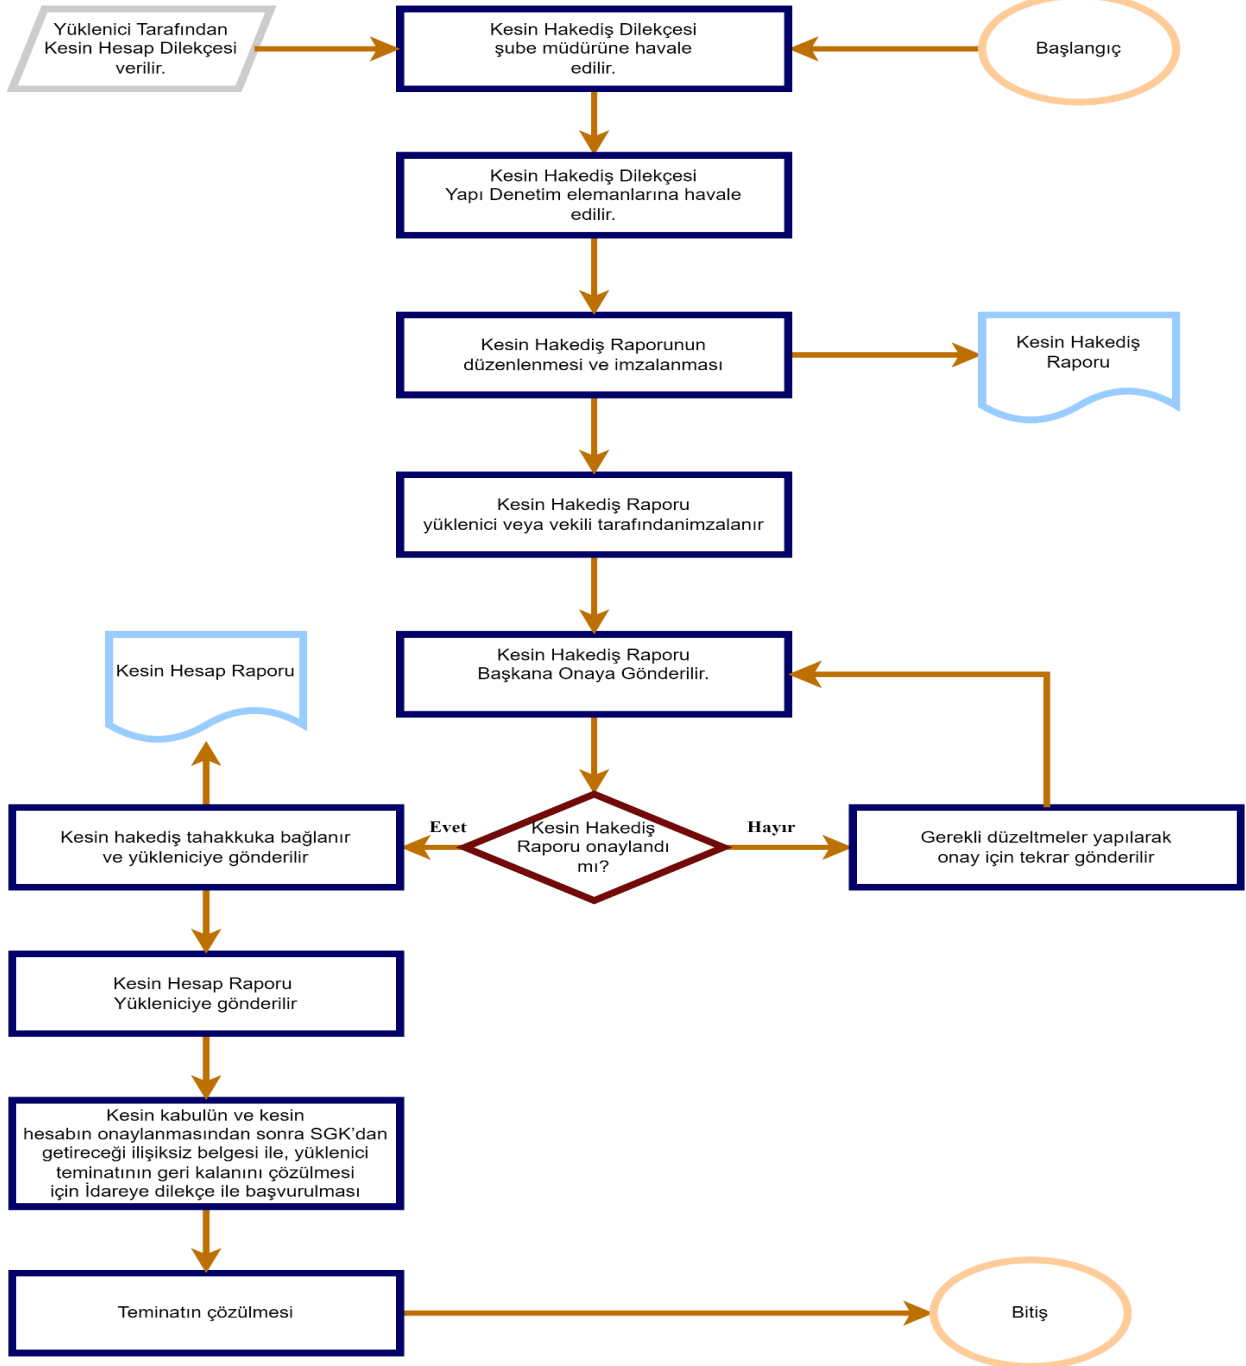 Yüklenici Tarafından
Kesin Hesap Dilekçesi
verilir.
Kesin Hakediş Dilekçesi
şube müdürüne havale
edilir.
Başlangıç
Kesin Hakediş Dilekçesi
Yapı Denetim elemanlarına havale
edilir.
Kesin Hakediş Raporunun
düzenlenmesi ve imzalanması
Kesin Hakediş
Raporu
Kesin Hakediş Raporu
yüklenici veya vekili tarafındanimzalanır
Kesin Hesap Raporu
Kesin Hakediş Raporu
Başkana Onaya Gönderilir.
Kesin hakediş tahakkuka bağlanır
ve yükleniciye gönderilir
Evet
Kesin Hakediş
Raporu onaylandı
mı?
Hayır
Gerekli düzeltmeler yapılarak
onay için tekrar gönderilir
Kesin Hesap Raporu
Yükleniciye gönderilir
Kesin kabulün ve kesin
hesabın onaylanmasından sonra SGK’dan
getireceği ilişiksiz belgesi ile, yüklenici
teminatının geri kalanını çözülmesi
için İdareye dilekçe ile başvurulması
Teminatın çözülmesi
Bitiş